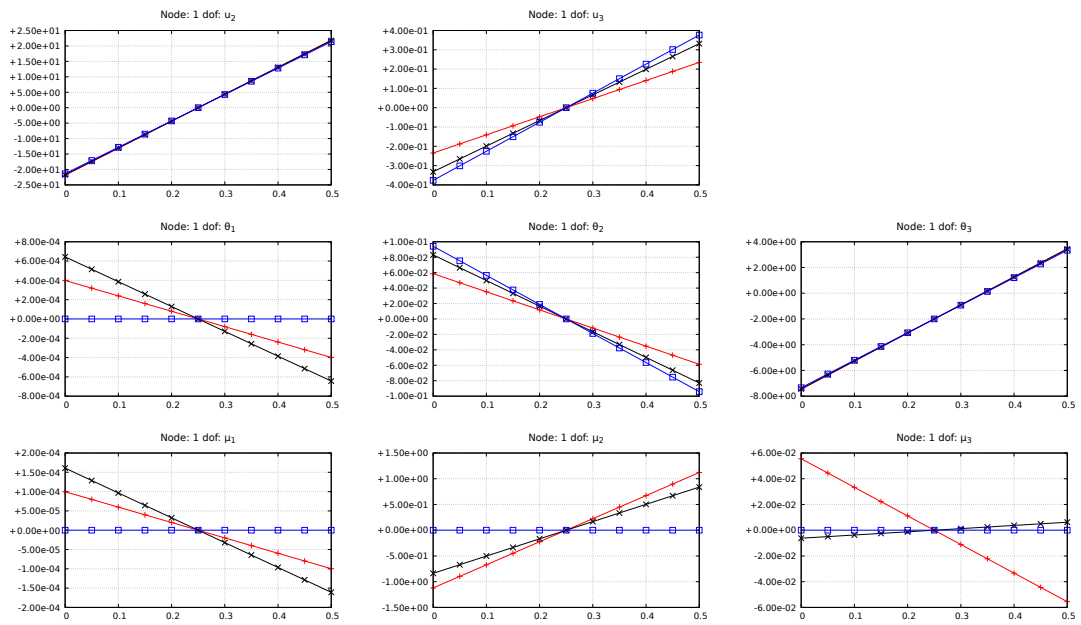 Node: 1 dof: u₂
+2.50e+01
+2.00e+01
+1.50e+01
+1.00e+01
+5.00e+00
+0.00e+00
-5.00e+00
-1.00e+01
-1.50e+01
-2.00e+01
-2.50e+01
0 0.1 0.2 0.3 0.4 0.5
Node: 1 dof: u₃
+4.00e-01
+3.00e-01
+2.00e-01
+1.00e-01
+0.00e+00
-1.00e-01
-2.00e-01
-3.00e-01
-4.00e-01
0 0.1 0.2 0.3 0.4 0.5
Node: 1 dof: θ₁
+8.00e-04
+6.00e-04
+4.00e-04
+2.00e-04
+0.00e+00
-2.00e-04
-4.00e-04
-6.00e-04
-8.00e-04
0 0.1 0.2 0.3 0.4 0.5
Node: 1 dof: θ₂
+1.00e-01
+8.00e-02
+6.00e-02
+4.00e-02
+2.00e-02
+0.00e+00
-2.00e-02
-4.00e-02
-6.00e-02
-8.00e-02
-1.00e-01
0 0.1 0.2 0.3 0.4 0.5
Node: 1 dof: θ₃
+4.00e+00
+2.00e+00
+0.00e+00
-2.00e+00
-4.00e+00
-6.00e+00
-8.00e+00
0 0.1 0.2 0.3 0.4 0.5
Node: 1 dof: μ₁
+2.00e-04
+1.50e-04
+1.00e-04
+5.00e-05
+0.00e+00
-5.00e-05
-1.00e-04
-1.50e-04
-2.00e-04
0 0.1 0.2 0.3 0.4 0.5
Node: 1 dof: μ₂
+1.50e+00
+1.00e+00
+5.00e-01
+0.00e+00
-5.00e-01
-1.00e+00
-1.50e+00
0 0.1 0.2 0.3 0.4 0.5
Node: 1 dof: μ₃
+6.00e-02
+4.00e-02
+2.00e-02
+0.00e+00
-2.00e-02
-4.00e-02
-6.00e-02
0 0.1 0.2 0.3 0.4 0.5